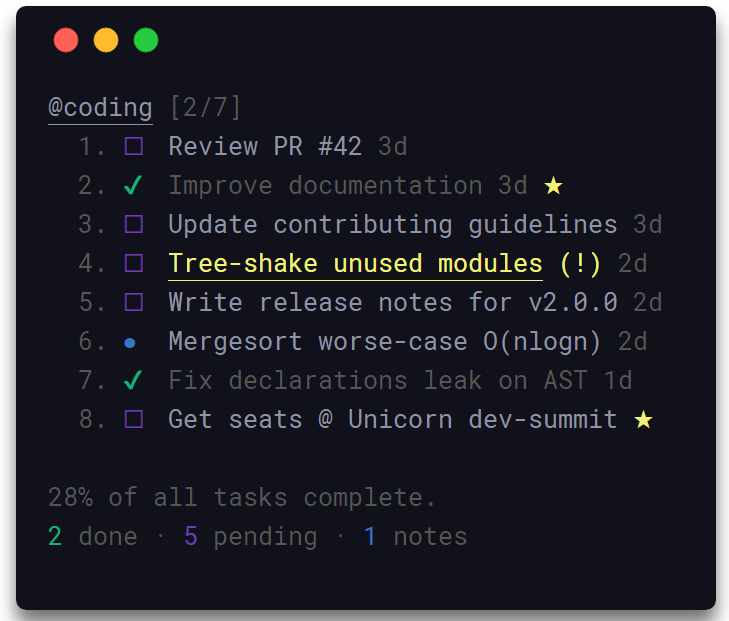 @coding [2/7]
1. ☐ Review PR #42 3d
2. ✔ Improve documentation 3d ★
3. ☐ Update contributing guidelines 3d
4. ☐ Tree-shake unused modules (!) 2d
5. ☐ Write release notes for v2.0.0 2d
6. ● Mergesort worse-case O(nlogn) 2d
7. ✔ Fix declarations leak on AST 1d
8. ☐ Get seats @ Unicorn dev-summit ★
28% of all tasks complete.
2 done · 5 pending · 1 notes